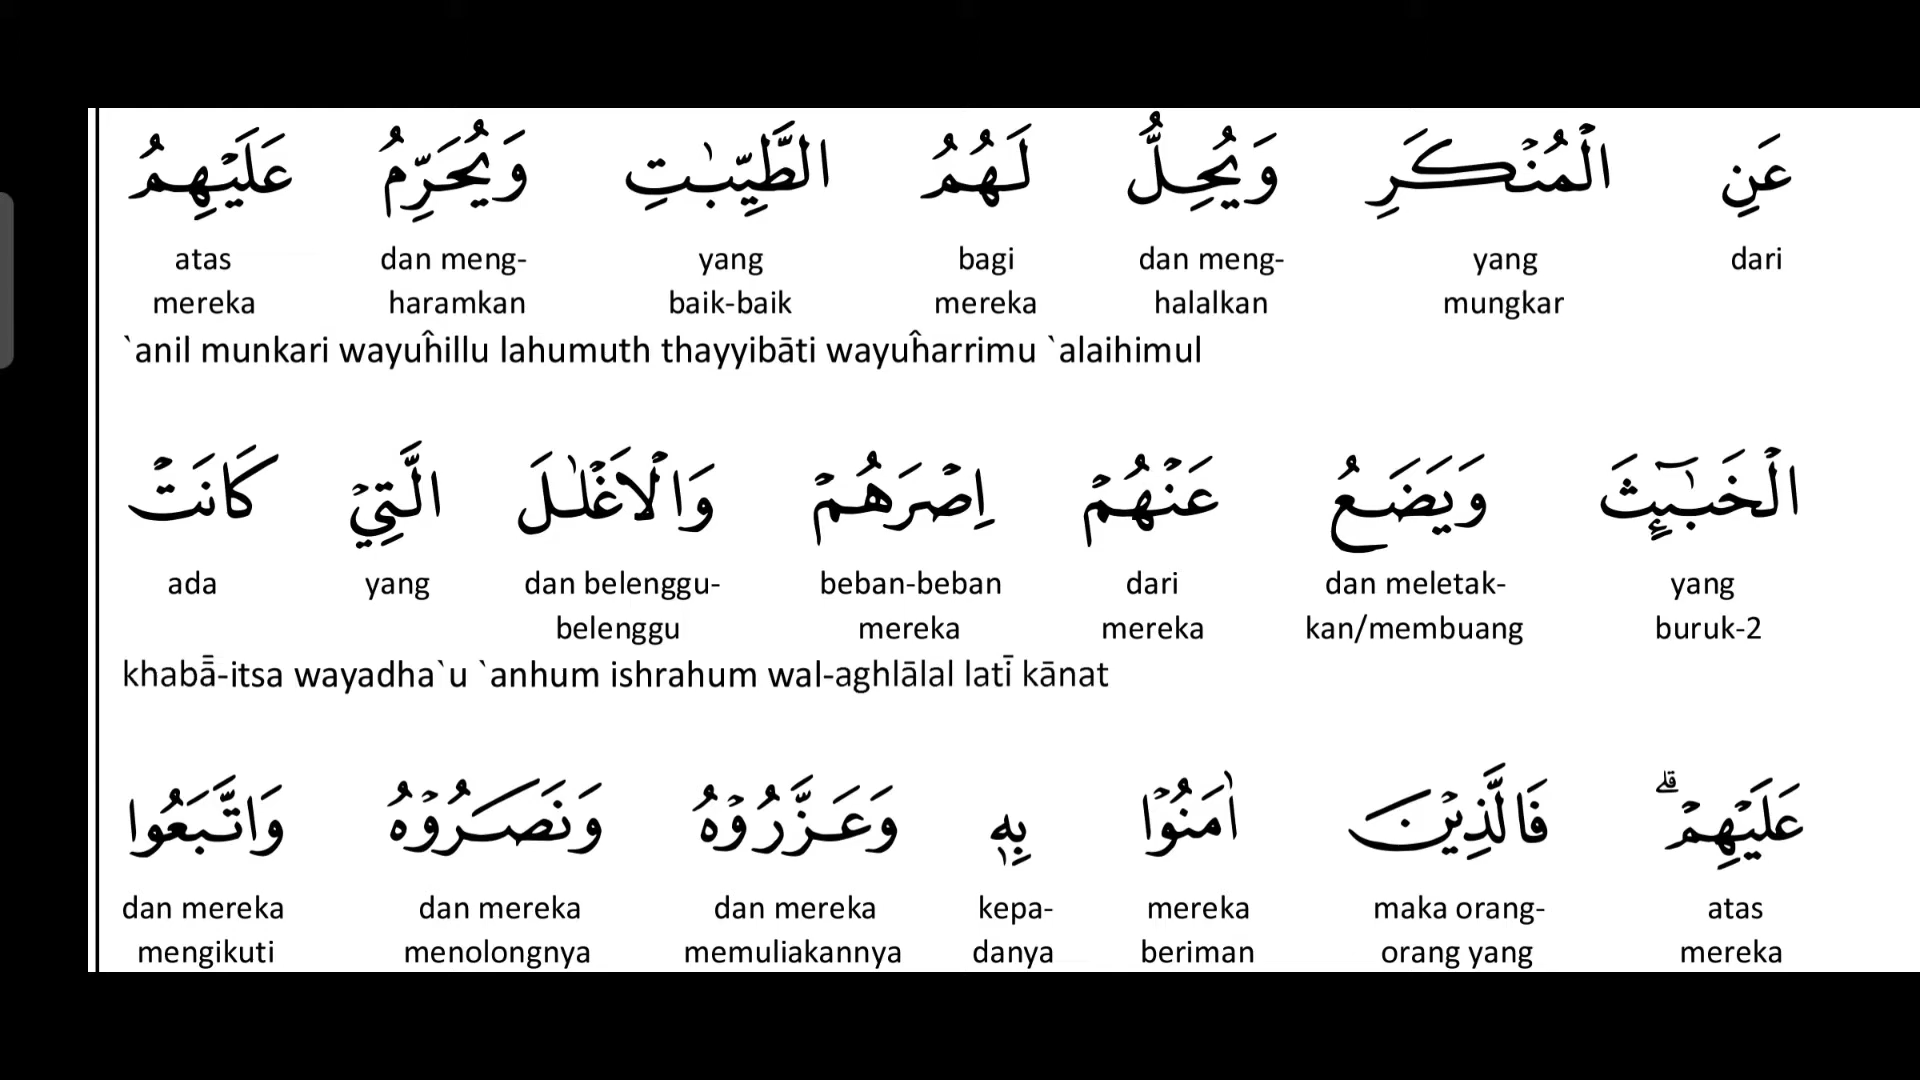 عَنِ الْمُنْكَرِ وَيُحِلُّ لَهُمُ الطَّيِّبٰتِ وَيُحَرِّمُ عَلَيْهِمُ
atas dan meng- yang bagi dan meng- yang dari
mereka haramkan baik-baik mereka halalkan mungkar
`anil munkari wayuĥillu lahumuth thayyibāti wayuĥarrimu `alaihimul
الْخَبٰۤىِٕثَ وَيَضَعُ عَنْهُمْ اِصْرَهُمْ وَالْاَغْلٰلَ الَّتِيْ كَانَتْ
ada yang dan belenggu- beban-beban dari dan meletak- yang
belenggu mereka mereka kan/membuang buruk-2
khabā̄-itsa wayadha`u `anhum ishrahum wal-aghlālal latī kānat
عَلَيْهِمْۗ فَالَّذِيْنَ اٰمَنُوْا بِهٖ وَعَزَّرُوْهُ وَنَصَرُوْهُ وَاتَّبَعُوا
dan mereka dan mereka dan mereka kepa- mereka maka orang- atas
mengikuti menolongnya memuliakannya danya beriman orang yang mereka